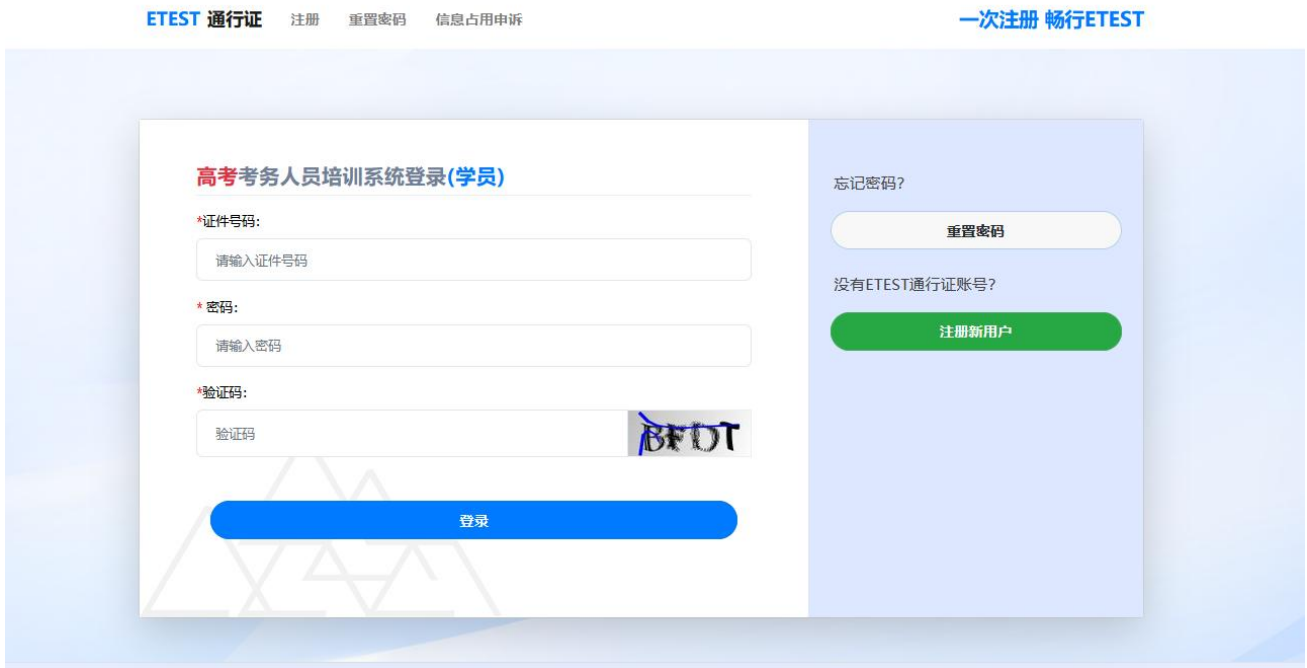 ETEST 通行证 注册 重置密码 信息占用申诉 一次注册 畅行ETEST
高考考务人员培训系统登录(学员)
*证件号码:
请输入证件号码
* 密码:
请输入密码
*验证码:
验证码 BFDT
登录
忘记密码?
重置密码
没有ETEST通行证账号?
注册新用户